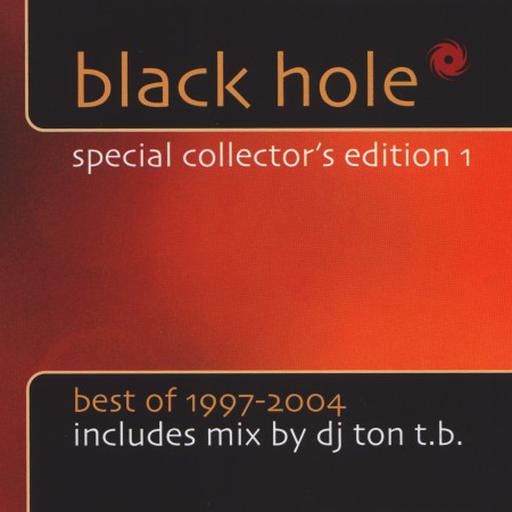 black hole
special collector's edition 1
best of 1997-2004
includes mix by dj ton t.b.